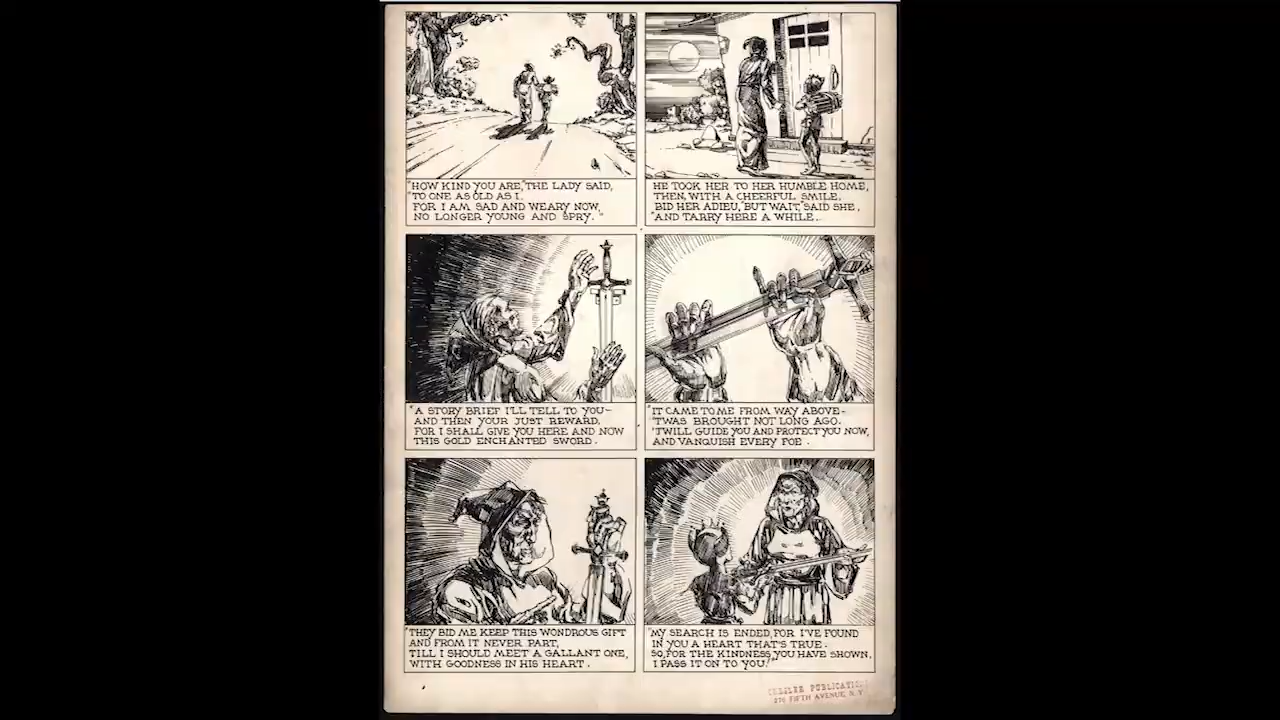 "HOW KIND YOU ARE," THE LADY SAID,
"TO ONE AS OLD AS I.
FOR I AM SAD AND WEARY NOW,
NO LONGER YOUNG AND SPRY."
HE TOOK HER TO HER HUMBLE HOME,
THEN, WITH A CHEERFUL SMILE,
BID HER ADIEU, "BUT WAIT," SAID SHE,
"AND TARRY HERE A WHILE..
"A STORY BRIEF I'LL TELL TO YOU—
AND THEN YOUR JUST REWARD,
FOR I SHALL GIVE YOU HERE AND NOW
THIS GOLD ENCHANTED SWORD.
"IT CAME TO ME FROM WAY ABOVE—
'TWAS BROUGHT NOT LONG AGO.
'TWILL GUIDE YOU AND PROTECT YOU NOW,
AND VANQUISH EVERY FOE.
"THEY BID ME KEEP THIS WONDROUS GIFT
AND FROM IT NEVER PART,
TILL I SHOULD MEET A GALLANT ONE,
WITH GOODNESS IN HIS HEART.
"MY SEARCH IS ENDED, FOR I'VE FOUND
IN YOU A HEART THAT'S TRUE.
SO, FOR THE KINDNESS YOU HAVE SHOWN,
I PASS IT ON TO YOU!"
PUBLICATIONS
270 FIFTH AVENUE, N.Y.